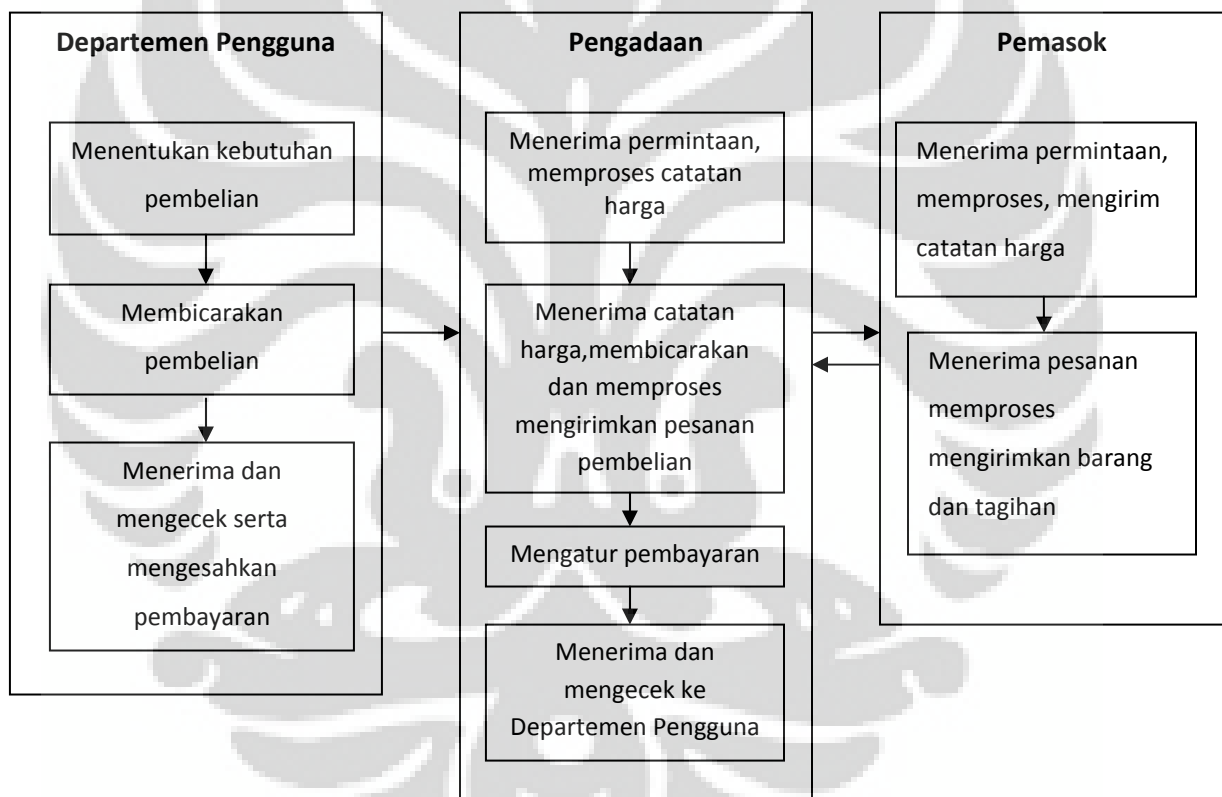 Departemen Pengguna
Menentukan kebutuhan
pembelian
Membicarakan
pembelian
Menerima dan
mengecek serta
mengesahkan
pembayaran
Pengadaan
Menerima permintaan,
memproses catatan
harga
Menerima catatan
harga,membicarakan
dan memproses
mengirimkan pesanan
pembelian
Mengatur pembayaran
Menerima dan
mengecek ke
Departemen Pengguna
Pemasok
Menerima permintaan,
memproses, mengirim
catatan harga
Menerima pesanan
memproses
mengirimkan barang
dan tagihan